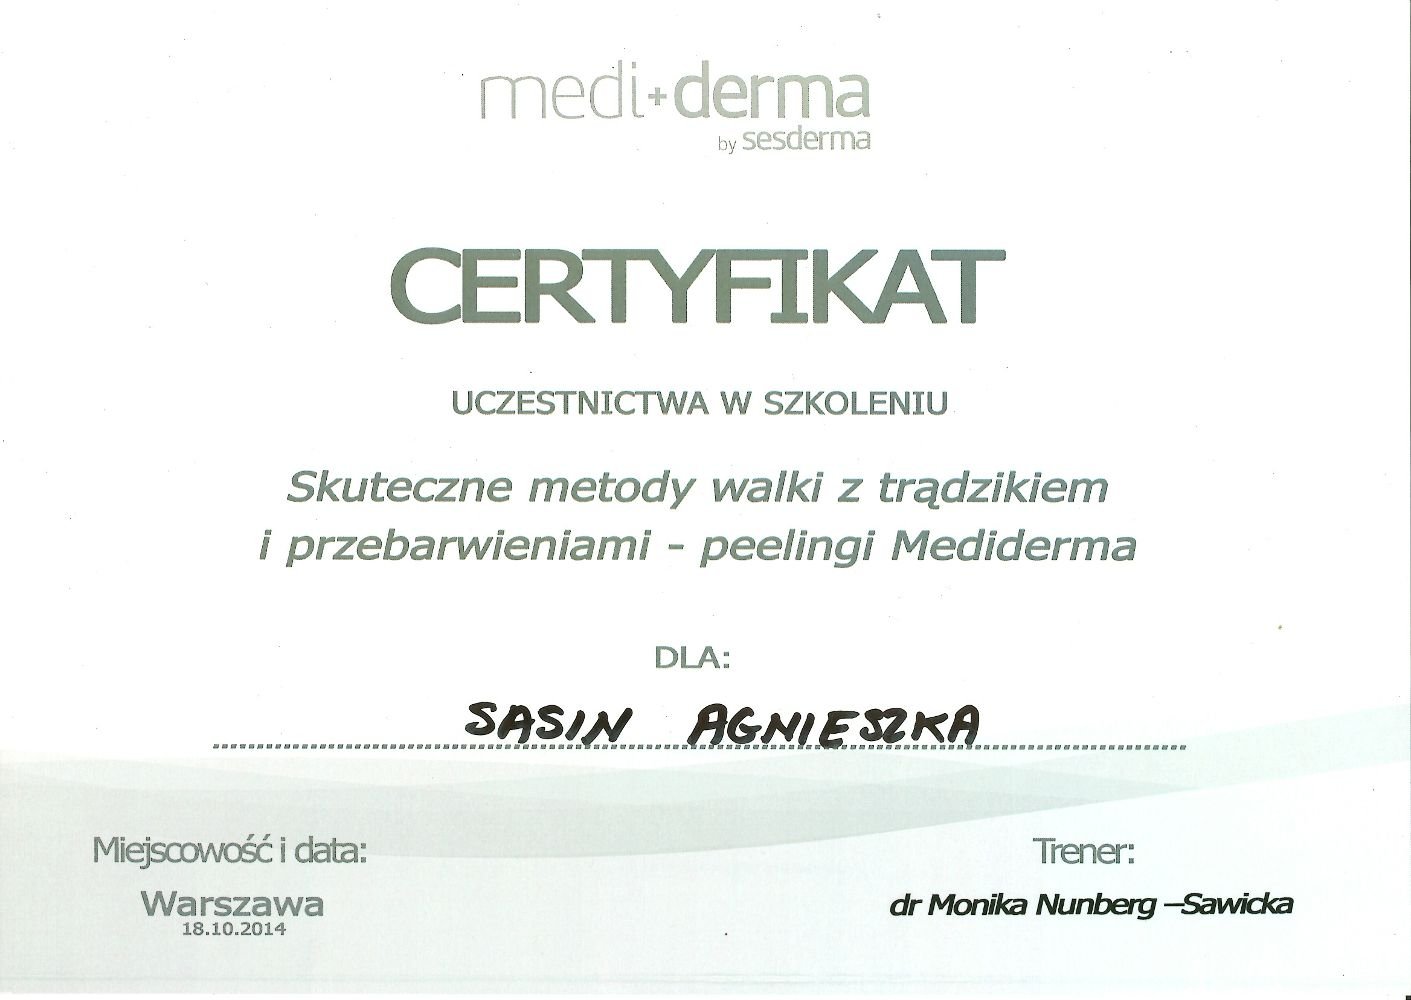 medi+derma
by sesderma
CERTYFIKAT
UCZESTNICTWA W SZKOLENIU
Skuteczne metody walki z trądzikiem
i przebarwieniami - peelingi Mediderma
DLA:
SASIN AGNIESZKA
Miejscowość i data:
Warszawa
18.10.2014
Trener:
dr Monika Nunberg –Sawicka